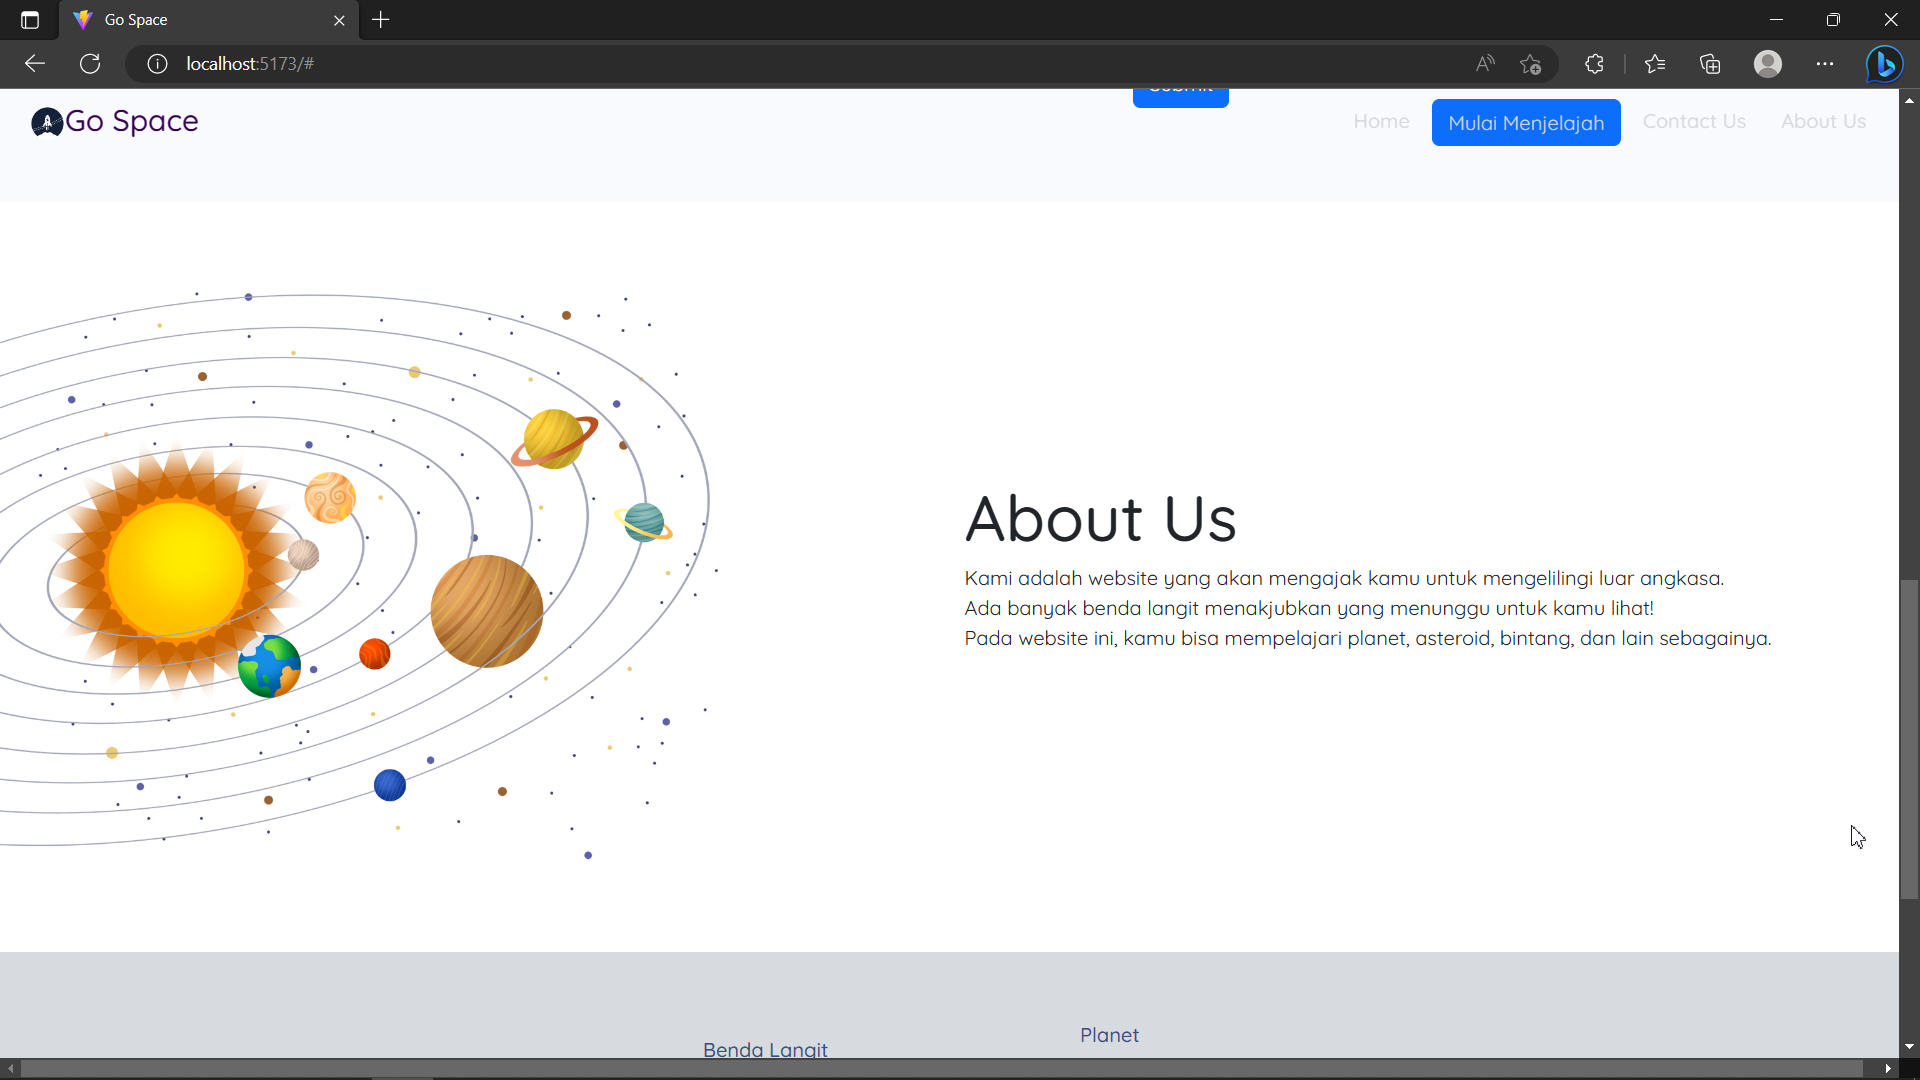 Go Space
localhost:5173/#
Submit
Go Space
Home
Mulai Menjelajah
Contact Us
About Us
About Us
Kami adalah website yang akan mengajak kamu untuk mengelilingi luar angkasa.
Ada banyak benda langit menakjubkan yang menunggu untuk kamu lihat!
Pada website ini, kamu bisa mempelajari planet, asteroid, bintang, dan lain sebagainya.
Planet
Benda Langit